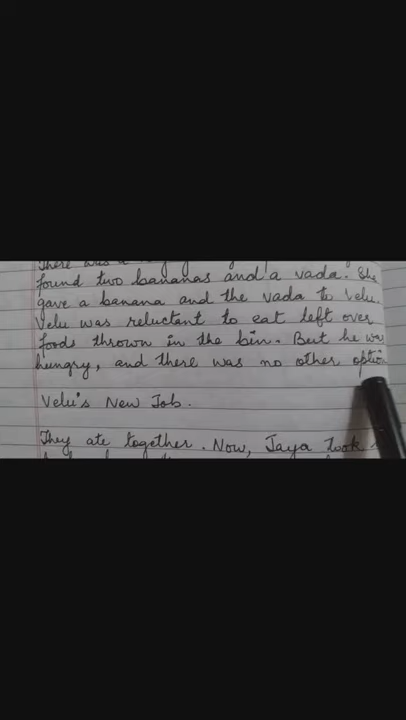 There was a
found two bananas and a vada. She
gave a banana and the vada to Velu.
Velu was reluctant to eat left over
foods thrown in the bin. But he was
hungry, and there was no other option
Velu's New Job.
They ate together. Now, Jaya took